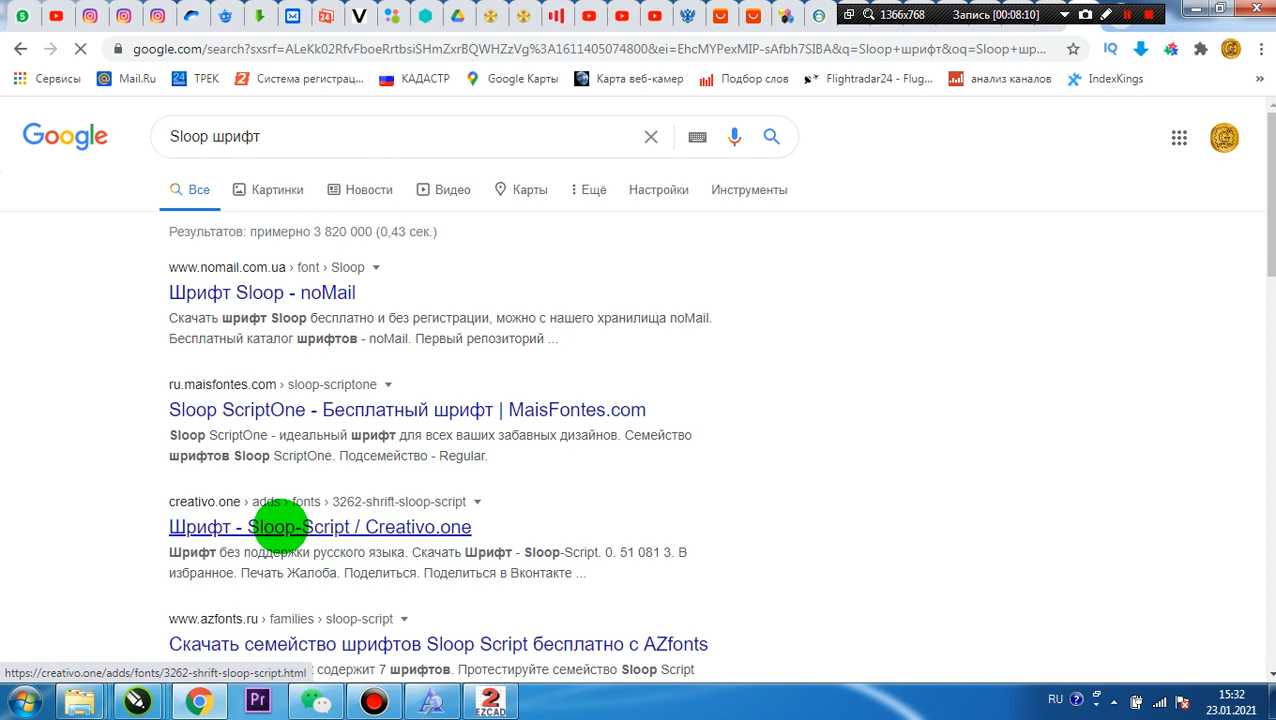 1366x768
Запись [00:08:10]
google.com/search?sxsrf=ALeKk02RfvFboeRrtbsiSHmZxrBQWHZzVg%3A1611405074800&ei=EhcMYPexMIP-sAfbh7SIBA&q=Sloop+шрифт&oq=Sloop+шр...
Сервисы
Mail.Ru
ТРЕК
Система регистрац...
КАДАСТР
Google Карты
Карта веб-камер
Подбор слов
Flightradar24 - Flug...
анализ каналов
IndexKings
»
Google
Sloop шрифт
Все
Картинки
Новости
Видео
Карты
Ещё
Настройки
Инструменты
Результатов: примерно 3 820 000 (0,43 сек.)
www.nomail.com.ua › font › Sloop
Шрифт Sloop - noMail
Скачать шрифт Sloop бесплатно и без регистрации, можно с нашего хранилища noMail.
Бесплатный каталог шрифтов - noMail. Первый репозиторий ...
ru.maisfontes.com › sloop-scriptone
Sloop ScriptOne - Бесплатный шрифт | MaisFontes.com
Sloop ScriptOne - идеальный шрифт для всех ваших забавных дизайнов. Семейство
шрифтов Sloop ScriptOne. Подсемейство - Regular.
creativo.one › adds › fonts › 3262-shrift-sloop-script
Шрифт - Sloop-Script / Creativo.one
Шрифт без поддержки русского языка. Скачать Шрифт - Sloop-Script. 0. 51 081 3. В
избранное. Печать Жалоба. Поделиться. Поделиться в Вконтакте ...
www.azfonts.ru › families › sloop-script
Скачать семейство шрифтов Sloop Script бесплатно с AZfonts
содержит 7 шрифтов. Протестируйте семейство Sloop Script
https://creativo.one/adds/fonts/3262-shrift-sloop-script.html
Pr
2
EZCAD
RU
15:32
23.01.2021